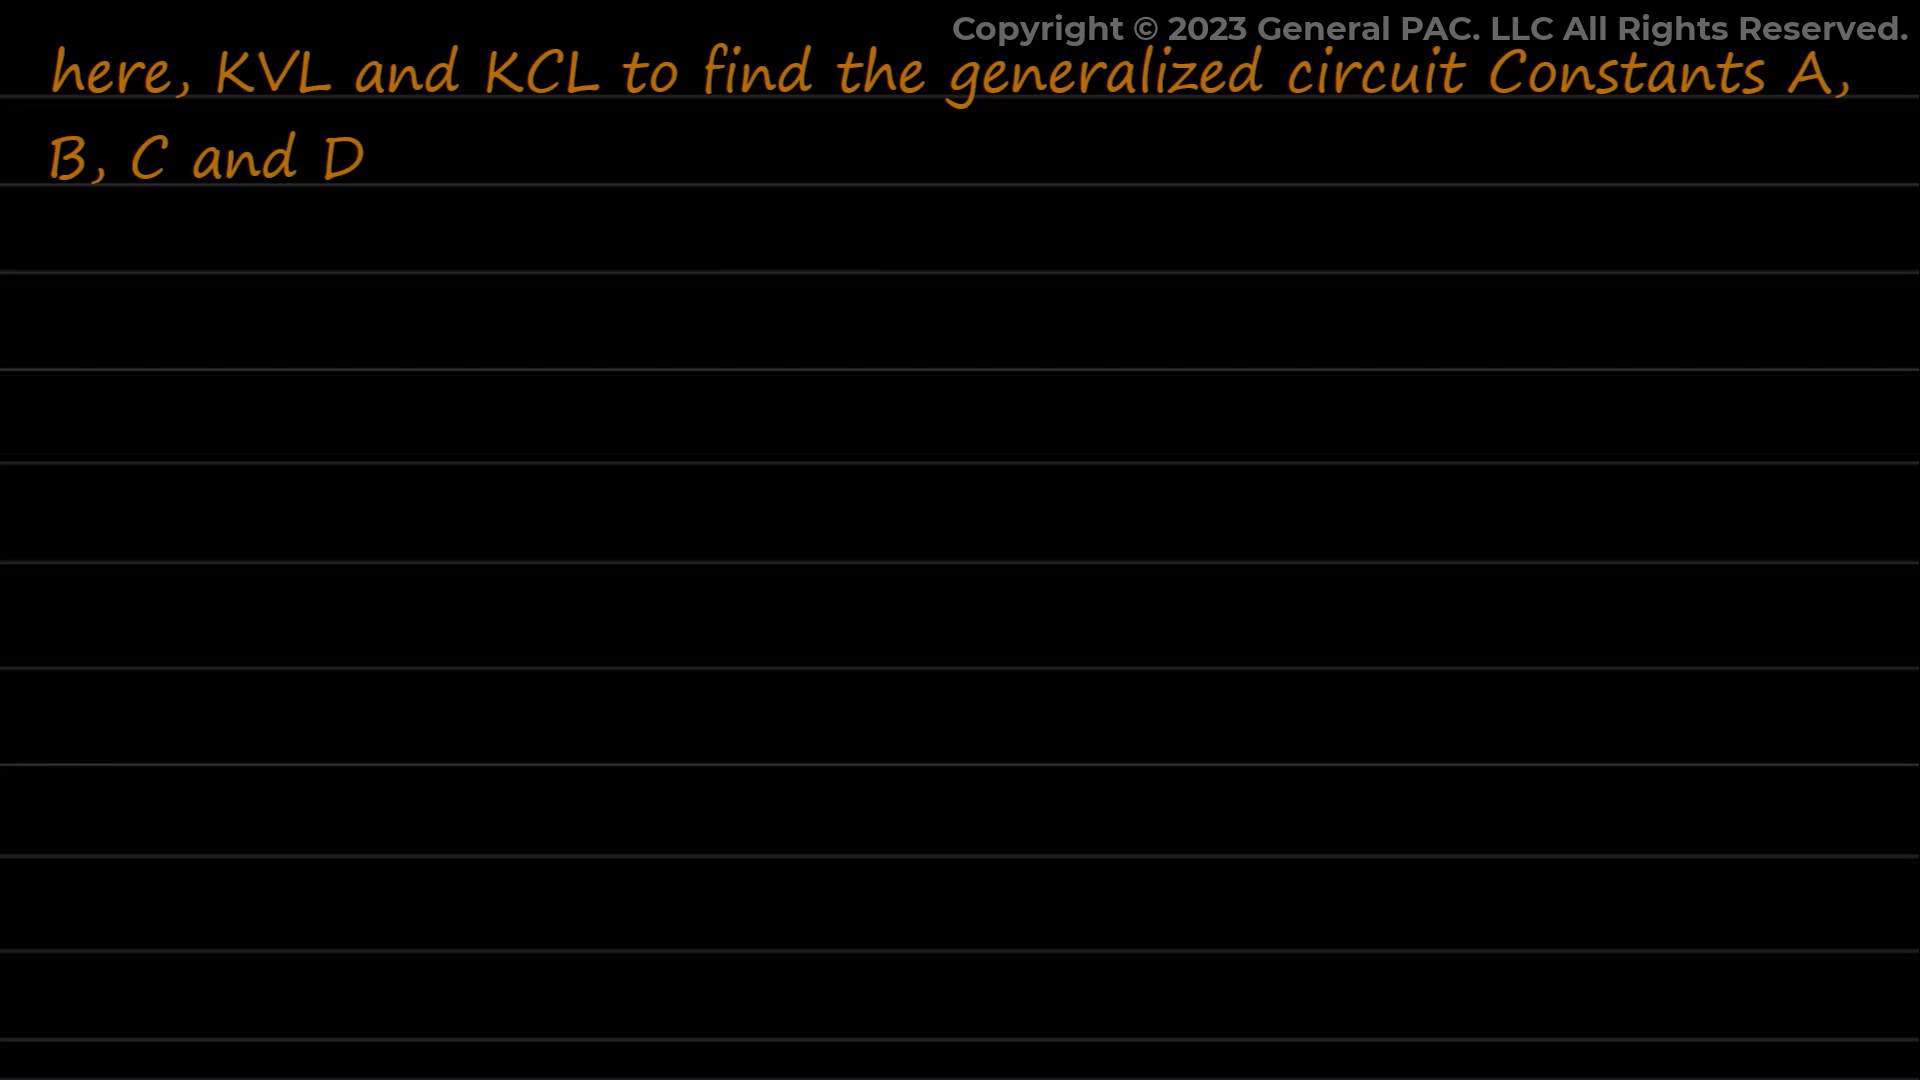 Copyright © 2023 General PAC. LLC All Rights Reserved.
here, KVL and KCL to find the generalized circuit Constants A,
B, C and D